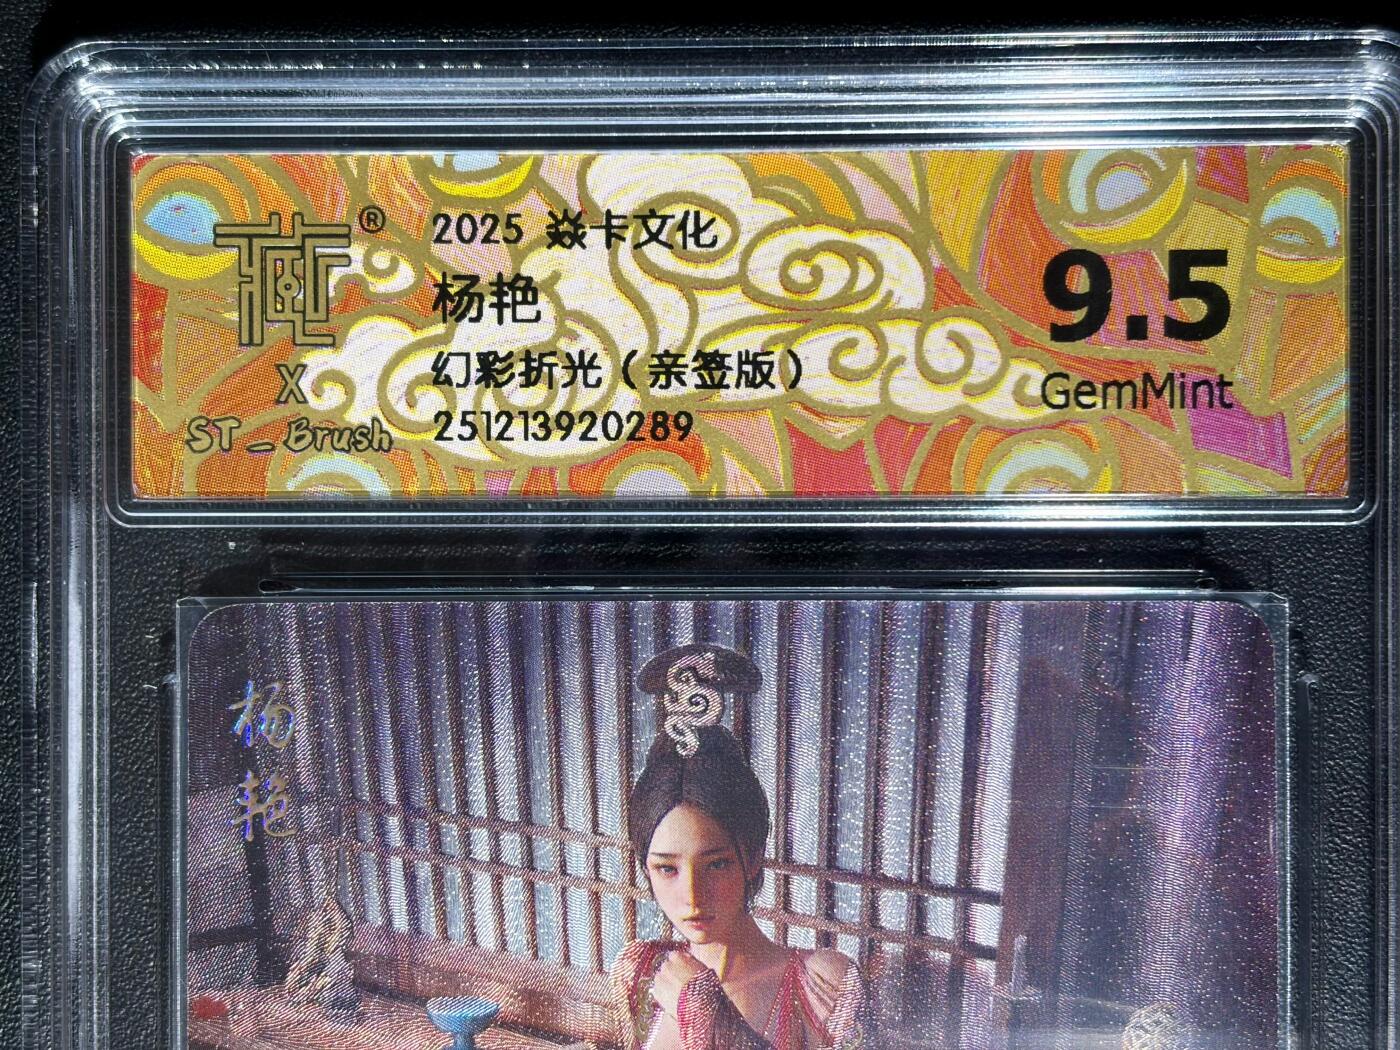 藏®
X
ST_Brush
2025 焱卡文化
杨艳
幻彩折光（亲签版）
251213920289
9.5
GemMint
杨
艳